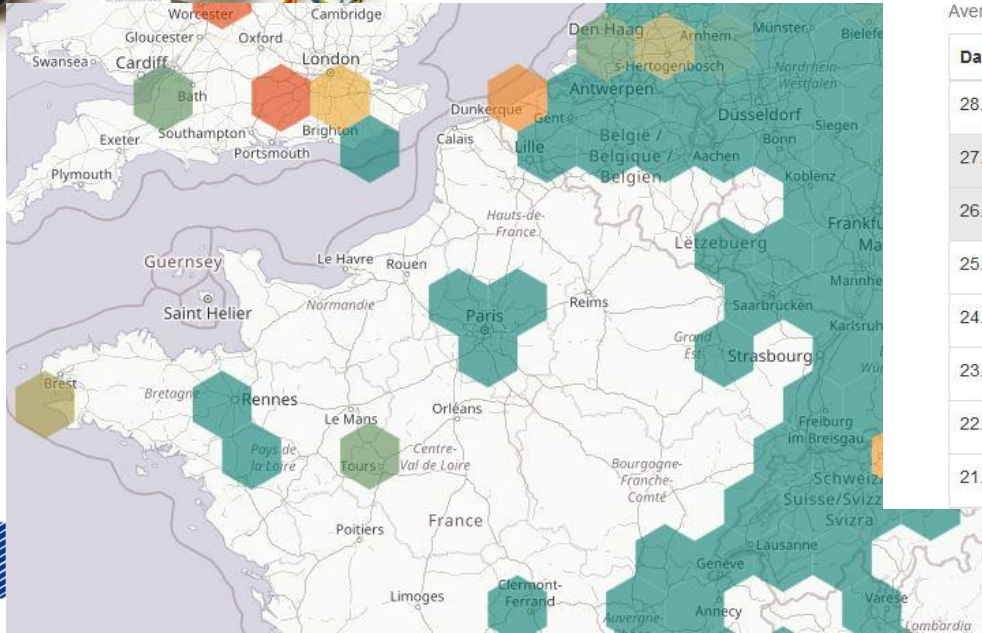 Worcester
Cambridge
Gloucester
Oxford
Swansea
Cardiff
London
Bath
Exeter
Southampton
Brighton
Portsmouth
Plymouth
Den Haag
Arnhem
Münster
's-Hertogenbosch
Nordrhein-
Westfalen
Antwerpen
Dunkerque
Gent
Düsseldorf
Calais
Lille
België /
Belgique /
Belgien
Aachen
Bonn
Siegen
Koblenz
Hauts-de-
France
Lëtzebuerg
Guernsey
Le Havre
Rouen
Saint Helier
Normandie
Paris
Reims
Saarbrücken
Grand
Est
Strasbourg
Brest
Bretagne
Rennes
Le Mans
Orléans
Freiburg
im Breisgau
Pays de
la Loire
Tours
Centre-
Val de Loire
Bourgogne-
Franche-
Comté
Suisse/Svizz
Svizra
Poitiers
France
Lausanne
Genève
Limoges
Clermont-
Ferrand
Annecy
Varese
Auvergne-
Lombardia
Aver
Da
28.
27.
26.
25.
24.
23.
22.
21.